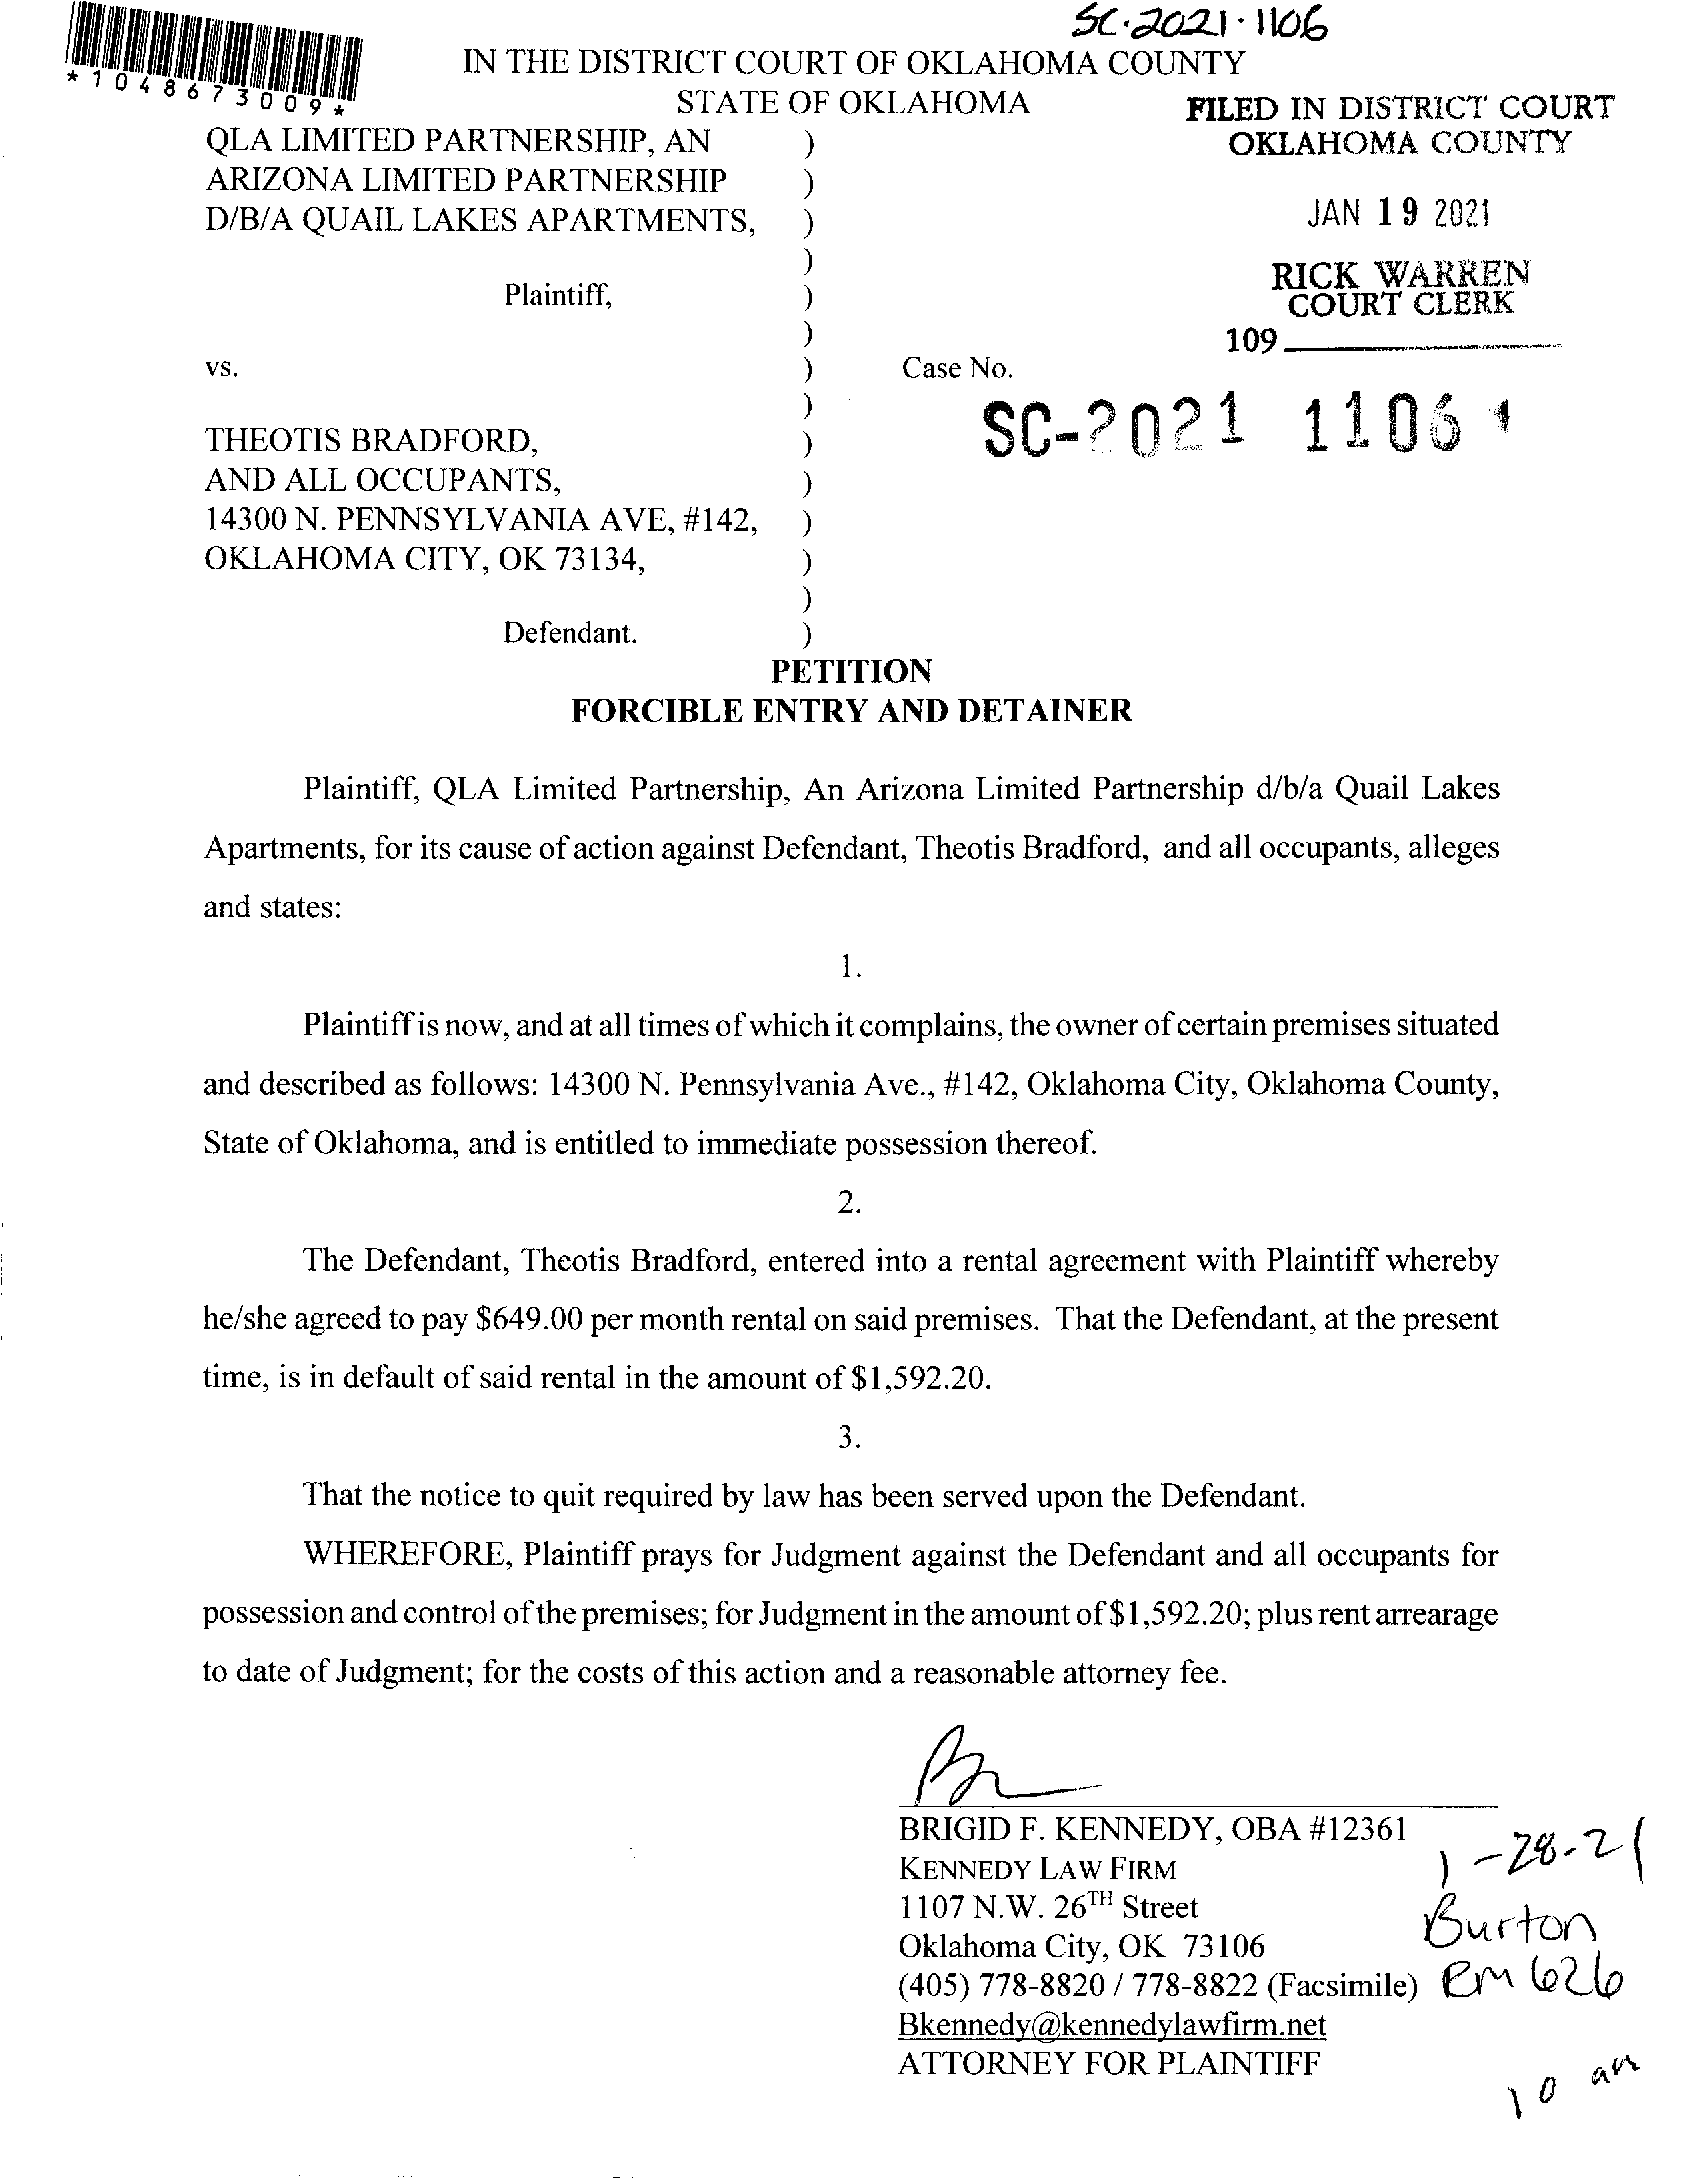 SC-2021-1106
*1048673009*
IN THE DISTRICT COURT OF OKLAHOMA COUNTY
STATE OF OKLAHOMA
FILED IN DISTRICT COURT
OKLAHOMA COUNTY
JAN 19 2021
RICK WARREN
COURT CLERK
109
QLA LIMITED PARTNERSHIP, AN )
ARIZONA LIMITED PARTNERSHIP )
D/B/A QUAIL LAKES APARTMENTS, )
)
Plaintiff, )
)
vs. ) Case No.
) SC-2021 1106
THEOTIS BRADFORD, )
AND ALL OCCUPANTS, )
14300 N. PENNSYLVANIA AVE, #142, )
OKLAHOMA CITY, OK 73134, )
)
Defendant. )
PETITION
FORCIBLE ENTRY AND DETAINER
Plaintiff, QLA Limited Partnership, An Arizona Limited Partnership d/b/a Quail Lakes
Apartments, for its cause of action against Defendant, Theotis Bradford, and all occupants, alleges
and states:
1.
Plaintiff is now, and at all times of which it complains, the owner of certain premises situated
and described as follows: 14300 N. Pennsylvania Ave., #142, Oklahoma City, Oklahoma County,
State of Oklahoma, and is entitled to immediate possession thereof.
2.
The Defendant, Theotis Bradford, entered into a rental agreement with Plaintiff whereby
he/she agreed to pay $649.00 per month rental on said premises. That the Defendant, at the present
time, is in default of said rental in the amount of $1,592.20.
3.
That the notice to quit required by law has been served upon the Defendant.
WHEREFORE, Plaintiff prays for Judgment against the Defendant and all occupants for
possession and control of the premises; for Judgment in the amount of $1,592.20; plus rent arrearage
to date of Judgment; for the costs of this action and a reasonable attorney fee.
BRIGID F. KENNEDY, OBA #12361
KENNEDY LAW FIRM
1107 N.W. 26TH Street
Oklahoma City, OK 73106
(405) 778-8820 / 778-8822 (Facsimile)
Bkennedy@kennedylawfirm.net
ATTORNEY FOR PLAINTIFF
1-28-21
Burton
Rm 626
10 am